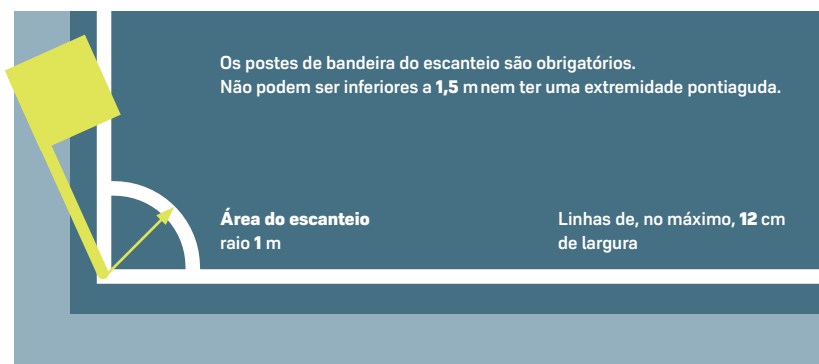 Os postes de bandeira do escanteio são obrigatórios.
Não podem ser inferiores a 1,5 m nem ter uma extremidade pontiaguda.
Área do escanteio
raio 1 m
Linhas de, no máximo, 12 cm
de largura